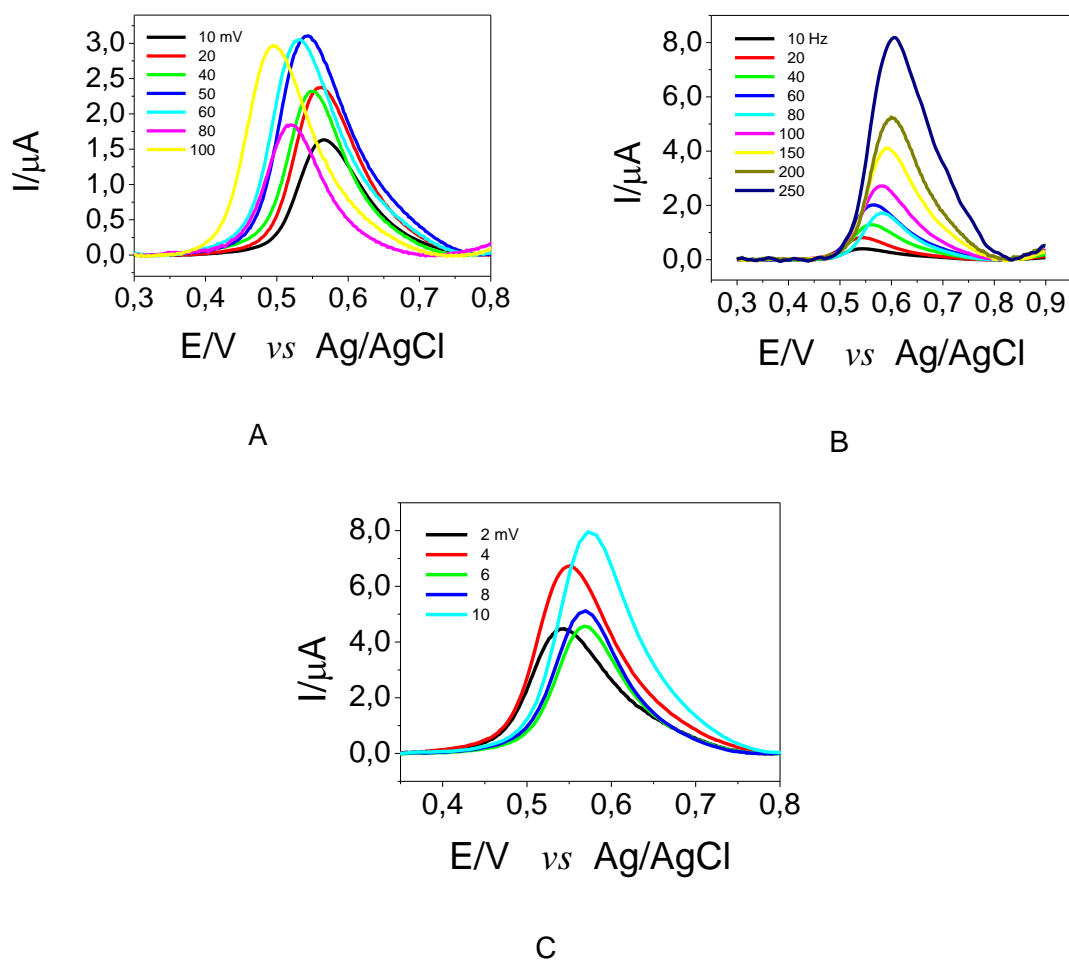 3,0
2,5
2,0
1,5
1,0
0,5
0,0
I/μA
10 mV
20
40
50
60
80
100
0,3 0,4 0,5 0,6 0,7 0,8
E/V vs Ag/AgCl
A
8,0
6,0
4,0
2,0
0,0
I/μA
10 Hz
20
40
60
80
100
150
200
250
0,3 0,4 0,5 0,6 0,7 0,8 0,9
E/V vs Ag/AgCl
B
8,0
6,0
4,0
2,0
0,0
I/μA
2 mV
4
6
8
10
0,4 0,5 0,6 0,7 0,8
E/V vs Ag/AgCl
C